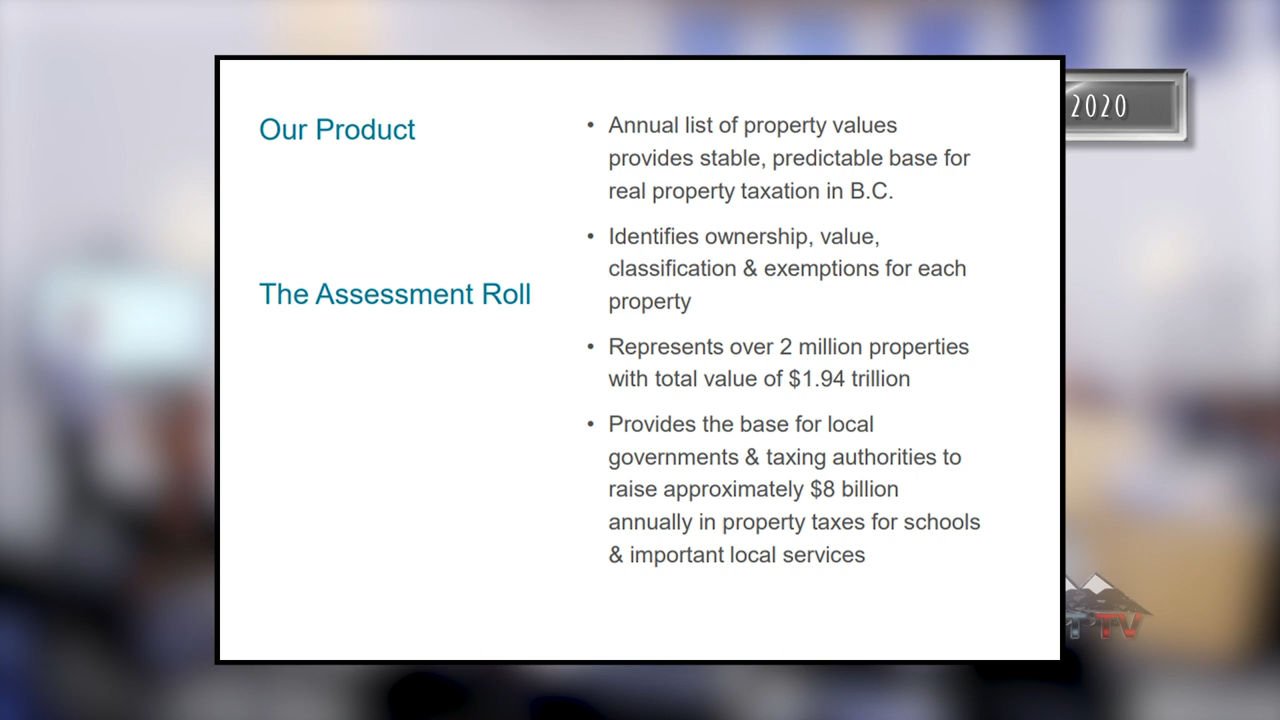 Our Product
The Assessment Roll
• Annual list of property values
provides stable, predictable base for
real property taxation in B.C.
• Identifies ownership, value,
classification & exemptions for each
property
• Represents over 2 million properties
with total value of $1.94 trillion
• Provides the base for local
governments & taxing authorities to
raise approximately $8 billion
annually in property taxes for schools
& important local services
2020
TV